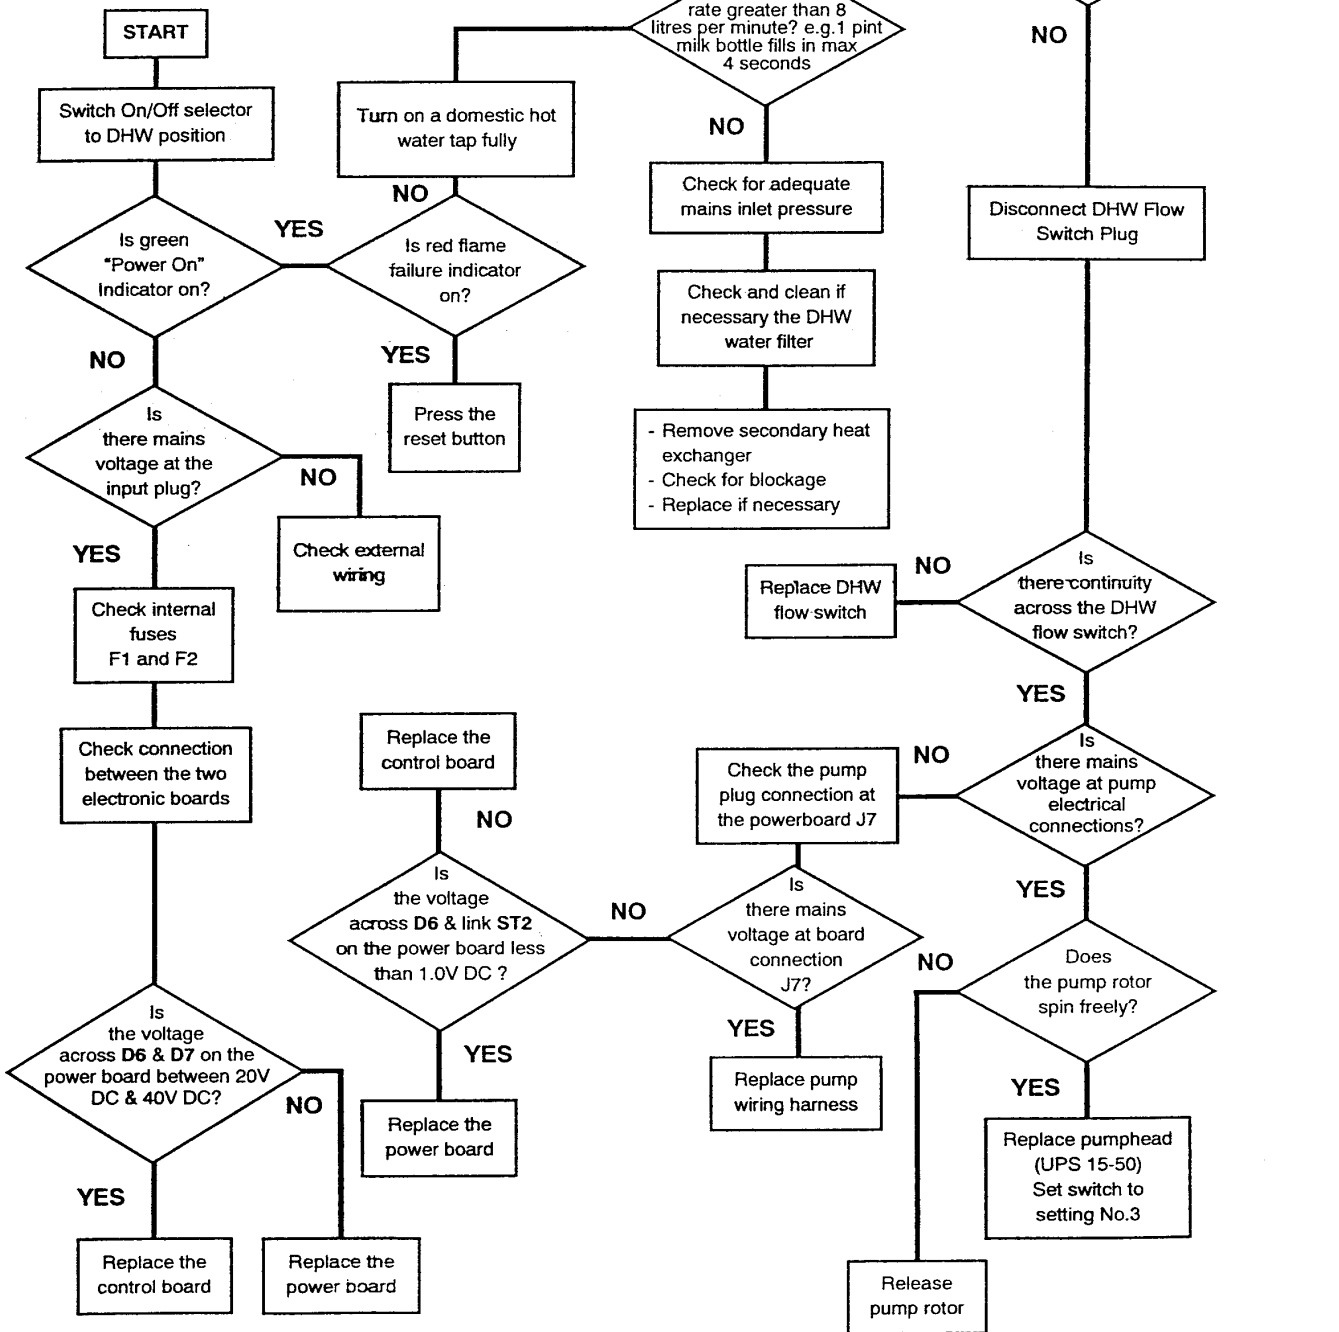 START
Switch On/Off selector
to DHW position
Is green
"Power On"
Indicator on?
YES
NO
Is
there mains
voltage at the
input plug?
NO
Check external
wiring
YES
Check internal
fuses
F1 and F2
Check connection
between the two
electronic boards
Is
the voltage
across D6 & D7 on the
power board between 20V
DC & 40V DC?
NO
YES
Replace the
control board
Replace the
power board
Turn on a domestic hot
water tap fully
NO
Is red flame
failure indicator
on?
YES
Press the
reset button
rate greater than 8
litres per minute? e.g.1 pint
milk bottle fills in max
4 seconds
NO
Check for adequate
mains inlet pressure
Check and clean if
necessary the DHW
water filter
- Remove secondary heat
exchanger
- Check for blockage
- Replace if necessary
NO
Disconnect DHW Flow
Switch Plug
Is
there continuity
across the DHW
flow switch?
NO
Replace DHW
flow switch
YES
Is
there mains
voltage at pump
electrical
connections?
NO
Check the pump
plug connection at
the powerboard J7
Is
there mains
voltage at board
connection
J7?
NO
YES
Replace pump
wiring harness
Replace the
control board
NO
Is
the voltage
across D6 & link ST2
on the power board less
than 1.0V DC ?
YES
Replace the
power board
YES
Does
the pump rotor
spin freely?
NO
YES
Replace pumphead
(UPS 15-50)
Set switch to
setting No.3
Release
pump rotor